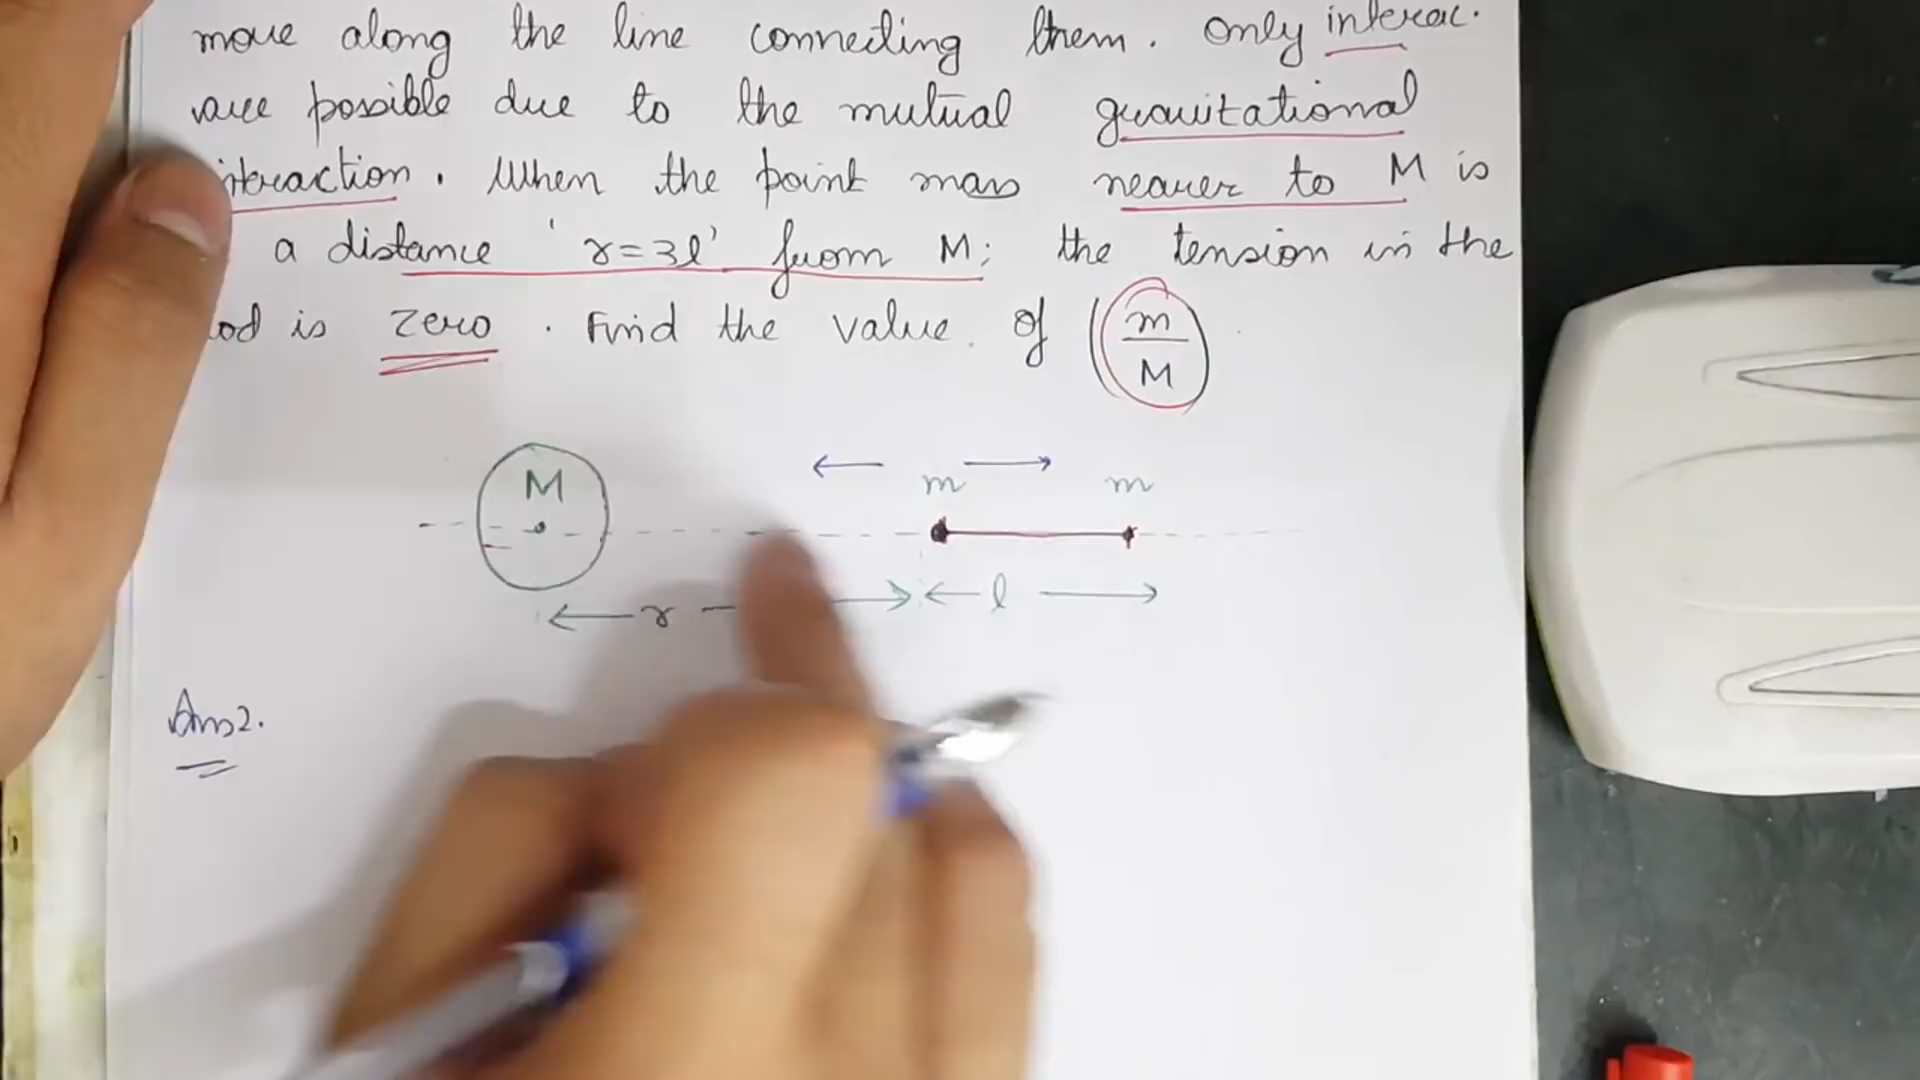 move along the line connecting them. Only interac.
are possible due to the mutual gravitational
interaction. When the point mass nearer to M is
a distance 'r=3l' from M; the tension in the
rod is zero. Find the value of (m/M)
M m m
r l
Ans2.